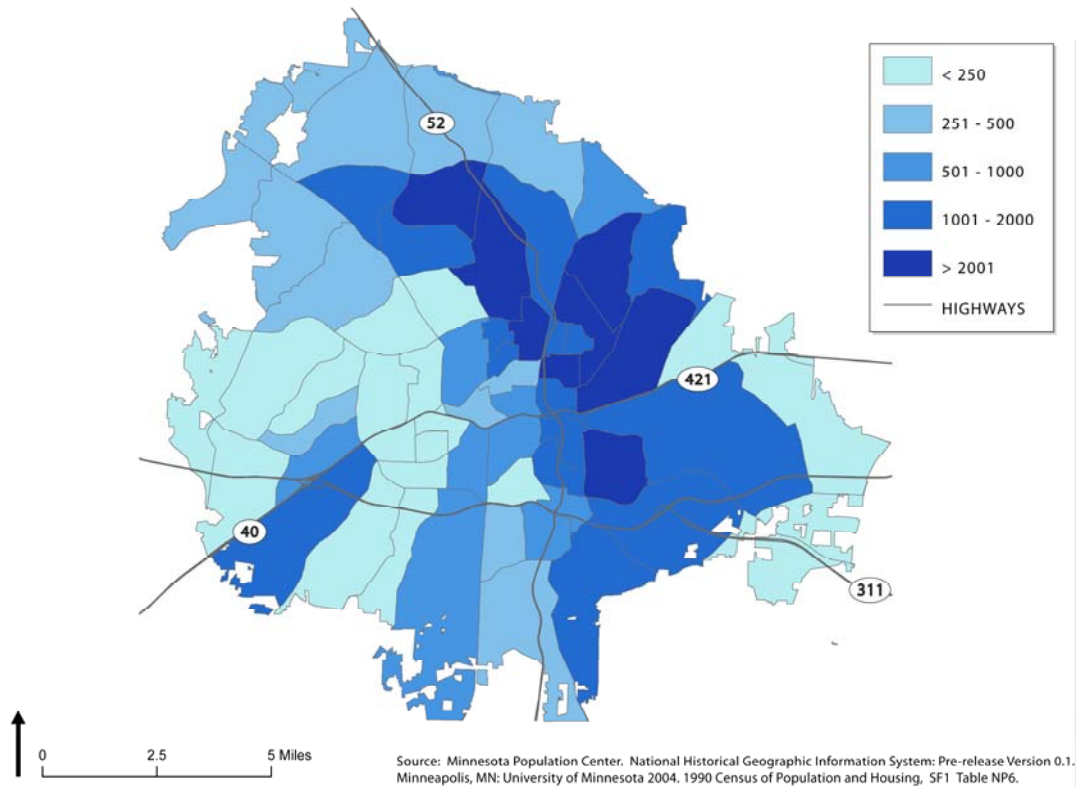 52
< 250
251 - 500
501 - 1000
1001 - 2000
> 2001
HIGHWAYS
421
40
311
0 2.5 5 Miles
Source: Minnesota Population Center. National Historical Geographic Information System: Pre-release Version 0.1.
Minneapolis, MN: University of Minnesota 2004. 1990 Census of Population and Housing, SF1 Table NP6.